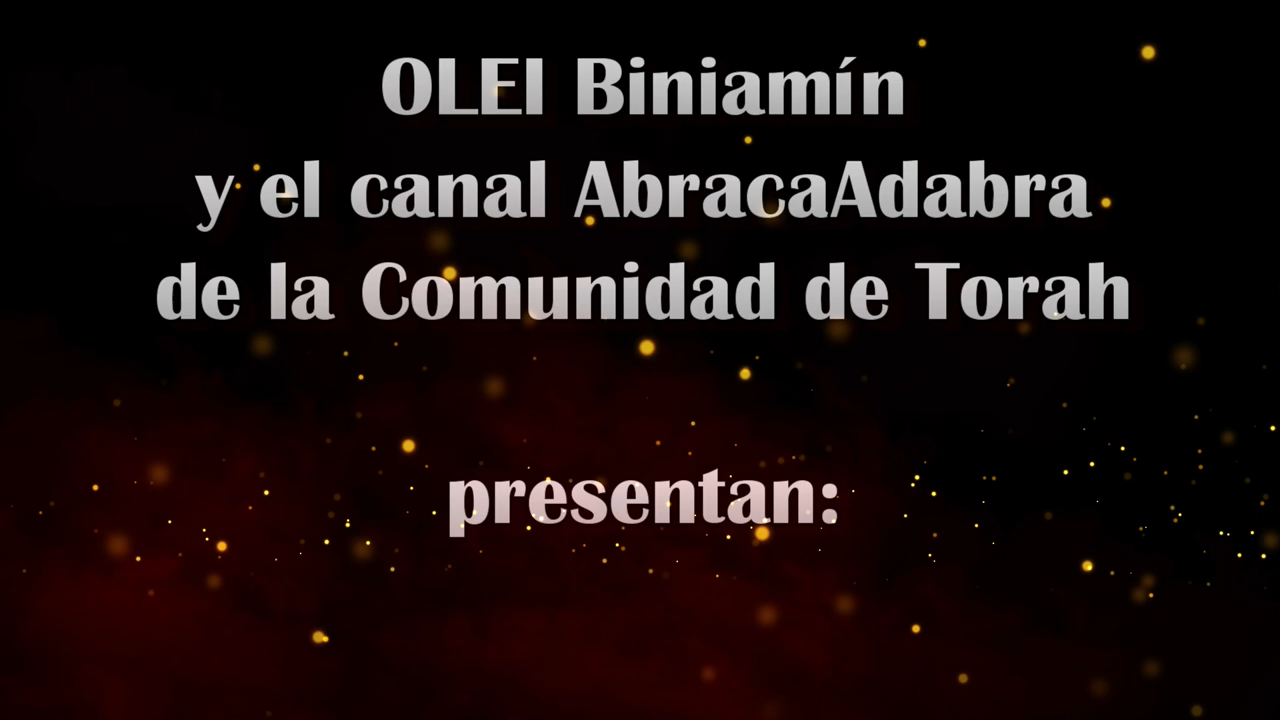 OLEI Biniamín
y el canal AbracaAdabra
de la Comunidad de Torah
presentan: